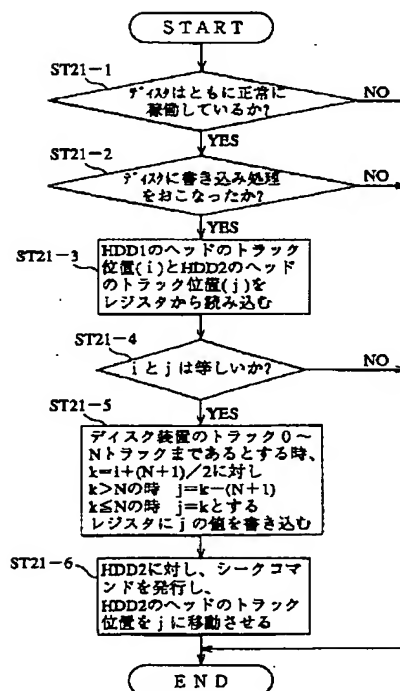 START
ST21-1
ディスクはともに正常に
稼働しているか?
NO
YES
ST21-2
ディスクに書き込み処理
をおこなったか?
NO
YES
ST21-3
HDD1のヘッドのトラック
位置(i)とHDD2のヘッド
のトラック位置(j)を
レジスタから読み込む
ST21-4
iとjは等しいか?
NO
YES
ST21-5
ディスク装置のトラック0~
Nトラックまであるとする時、
k=i+(N+1)/2に対し
k>Nの時 j=k-(N+1)
k≦Nの時 j=kとする
レジスタにjの値を書き込む
ST21-6
HDD2に対し、シークコマ
ンドを発行し、
HDD2のヘッドのトラック
位置をjに移動させる
END